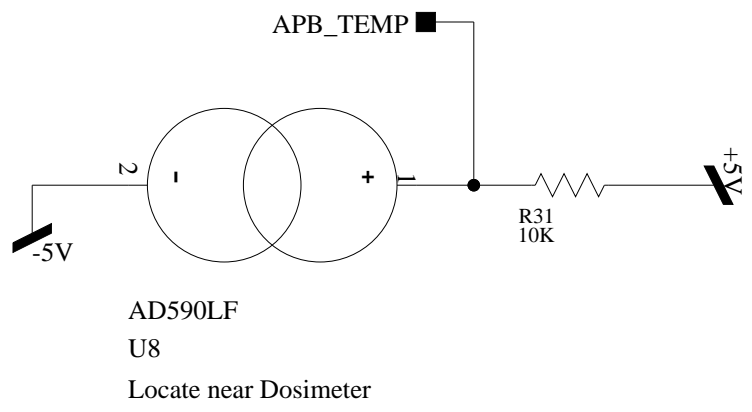 APB_TEMP
2
-
+
1
+5V
R31
10K
-5V
AD590LF
U8
Locate near Dosimeter